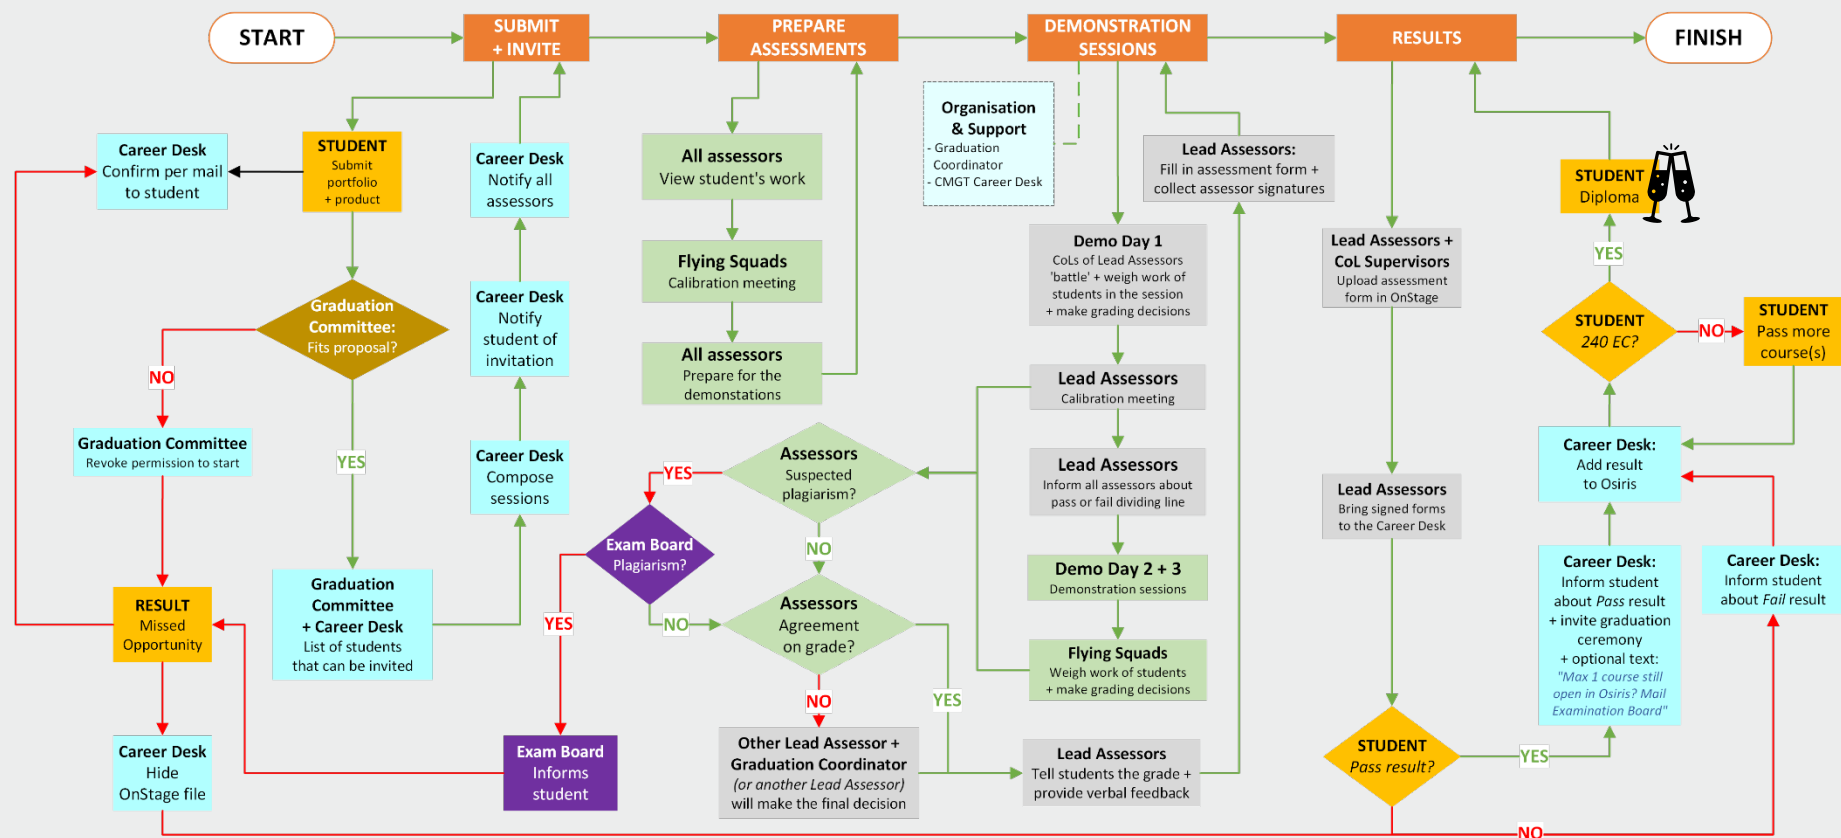 START
SUBMIT
+ INVITE
PREPARE
ASSESSMENTS
DEMONSTRATION
SESSIONS
RESULTS
FINISH
Career Desk
Confirm per mail
to student
STUDENT
Submit
portfolio
+ product
Graduation
Committee:
Fits proposal?
NO
Graduation Committee
Revoke permission to start
YES
RESULT
Missed
Opportunity
Career Desk
Hide
OnStage file
Graduation
Committee
+ Career Desk
List of students
that can be invited
Career Desk
Notify all
assessors
Career Desk
Notify
student of
invitation
Career Desk
Compose
sessions
All assessors
View student's work
Flying Squads
Calibration meeting
All assessors
Prepare for the
demonstations
Assessors
Suspected
plagiarism?
YES
Exam Board
Plagiarism?
NO
NO
YES
Exam Board
Informs
student
Assessors
Agreement
on grade?
NO
YES
Other Lead Assessor +
Graduation Coordinator
(or another Lead Assessor)
will make the final decision
Organisation
& Support
- Graduation
Coordinator
- CMGT Career Desk
Demo Day 1
CoLs of Lead Assessors
'battle' + weigh work of
students in the session
+ make grading decisions
Lead Assessors
Calibration meeting
Lead Assessors
Inform all assessors about
pass or fail dividing line
Demo Day 2 + 3
Demonstration sessions
Flying Squads
Weigh work of students
+ make grading decisions
Lead Assessors
Tell students the grade +
provide verbal feedback
Lead Assessors:
Fill in assessment form +
collect assessor signatures
Lead Assessors +
CoL Supervisors
Upload assessment
form in OnStage
Lead Assessors
Bring signed forms
to the Career Desk
STUDENT
Pass result?
YES
NO
Career Desk:
Inform student
about Pass result
+ invite graduation
ceremony
+ optional text:
"Max 1 course still
open in Osiris? Mail
Examination Board"
Career Desk:
Inform student
about Fail result
Career Desk:
Add result
to Osiris
STUDENT
240 EC?
NO
STUDENT
Pass more
course(s)
YES
STUDENT
Diploma